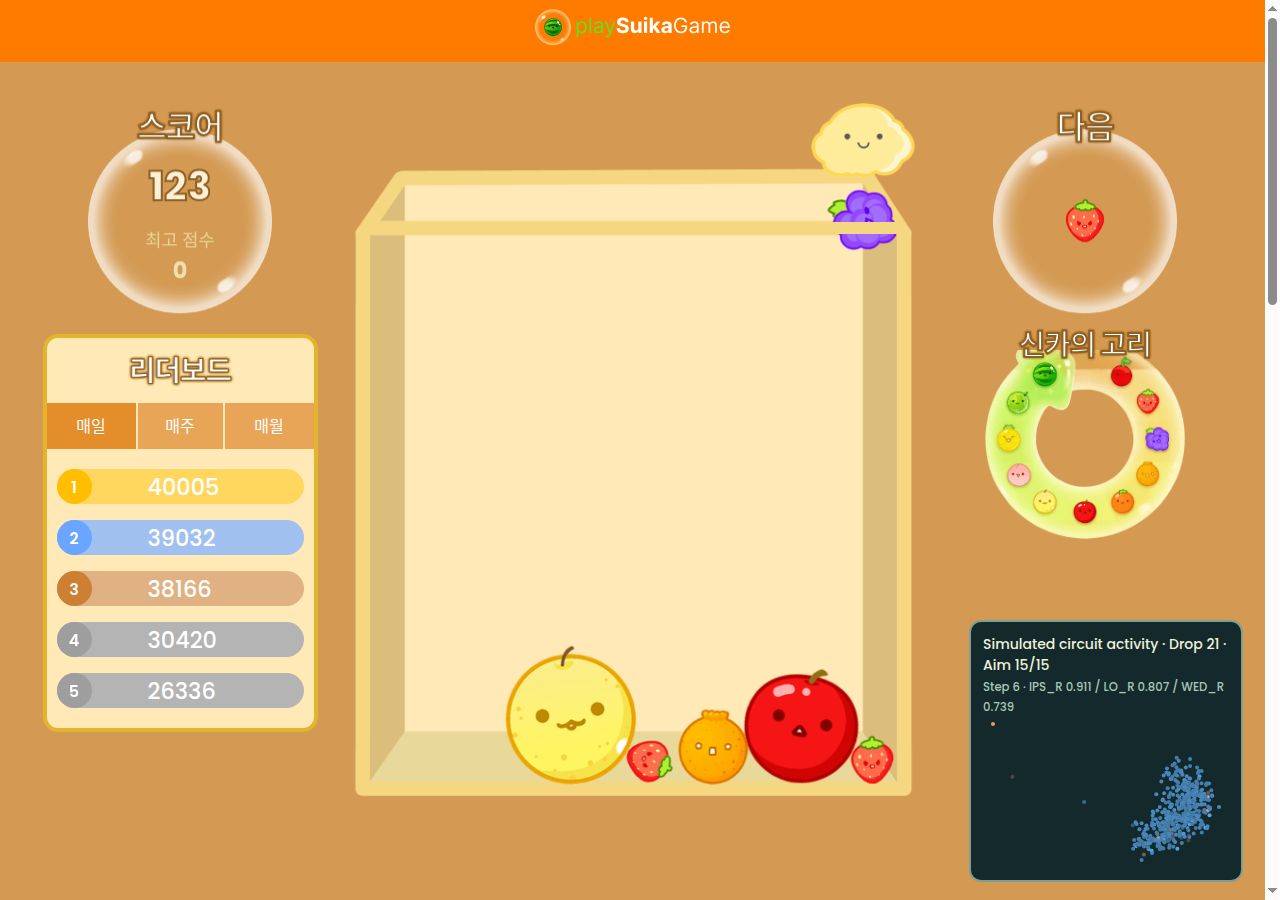 playSuikaGame
스코어
123
최고 점수
0
리더보드
매일 매주 매월
1 40005
2 39032
3 38166
4 30420
5 26336
다음
신카의 고리
Simulated circuit activity · Drop 21 ·
Aim 15/15
Step 6 · IPS_R 0.911 / LO_R 0.807 / WED_R
0.739